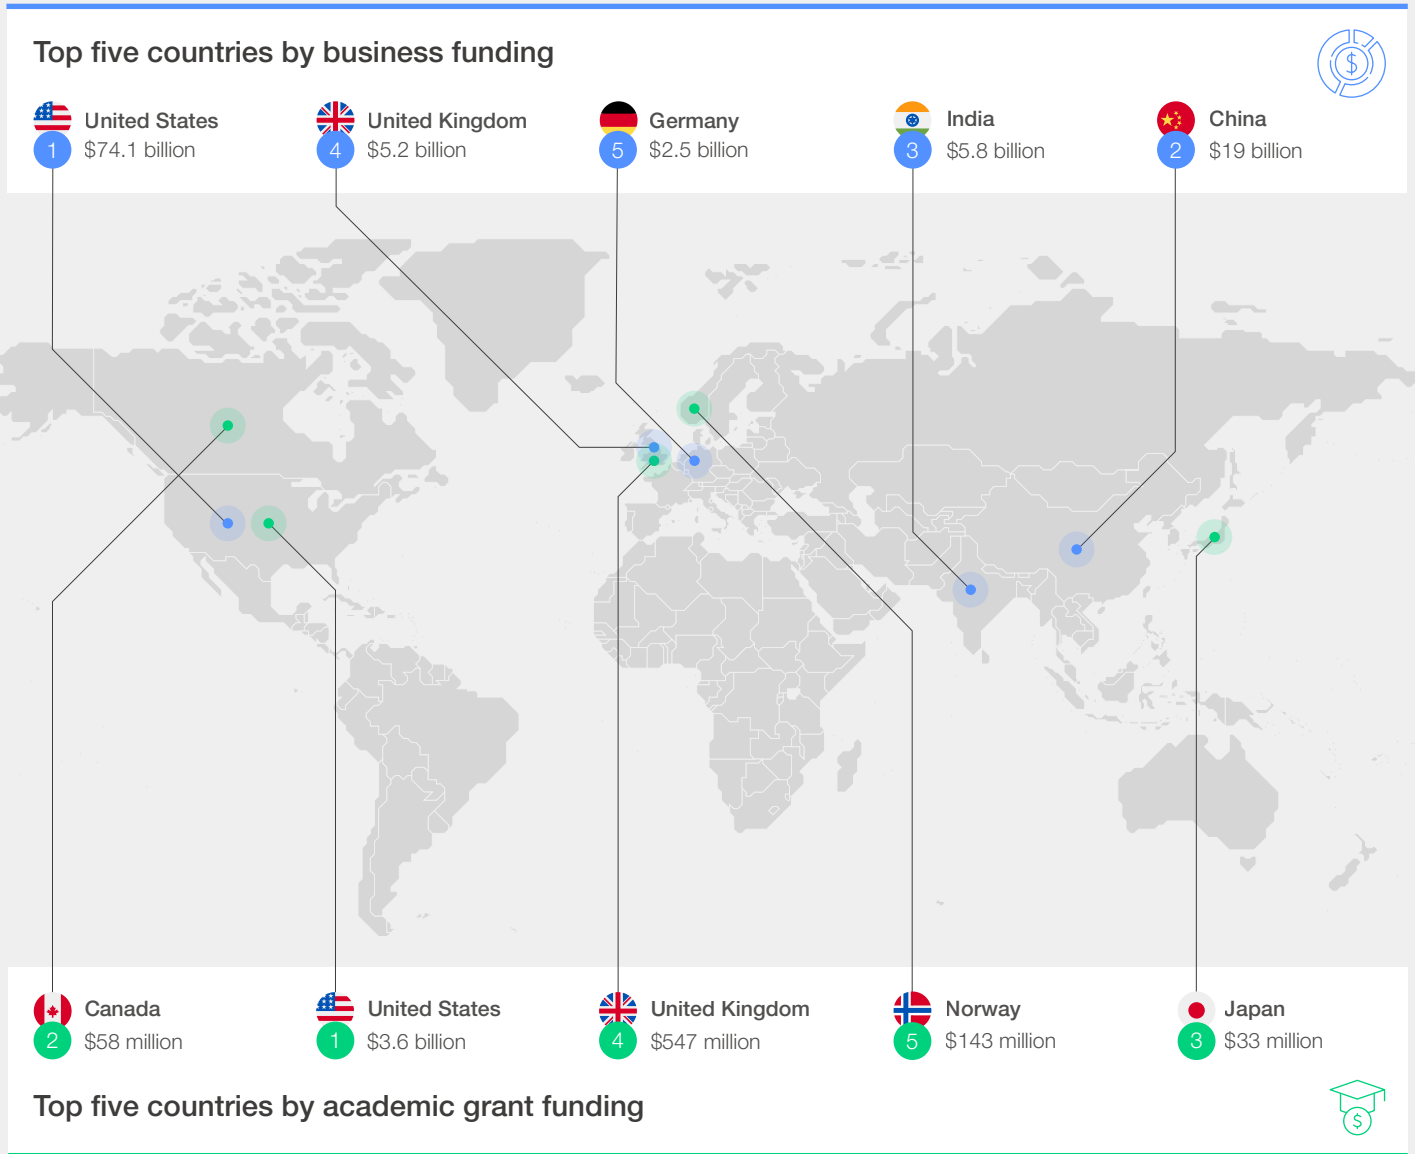 Top five countries by business funding
$
United States
1
$74.1 billion
United Kingdom
4
$5.2 billion
Germany
5
$2.5 billion
India
3
$5.8 billion
China
2
$19 billion
Canada
2
$58 million
United States
1
$3.6 billion
United Kingdom
4
$547 million
Norway
5
$143 million
Japan
3
$33 million
Top five countries by academic grant funding
$